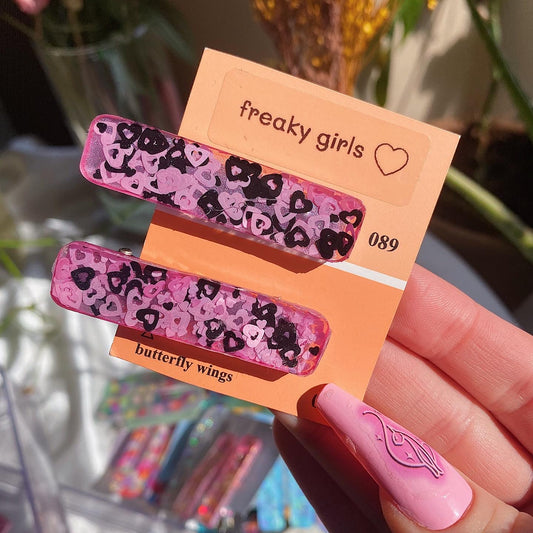 freaky girls ♡
089
butterfly wings